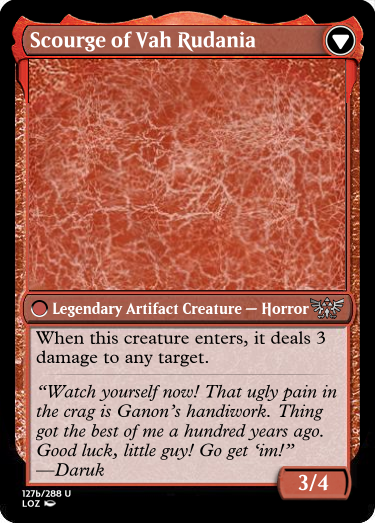 Scourge of Vah Rudania
Legendary Artifact Creature — Horror
When this creature enters, it deals 3
damage to any target.
“Watch yourself now! That ugly pain in
the crag is Ganon’s handiwork. Thing
got the best of me a hundred years ago.
Good luck, little guy! Go get ‘im!”
—Daruk
3/4
127b/288 U
LOZ